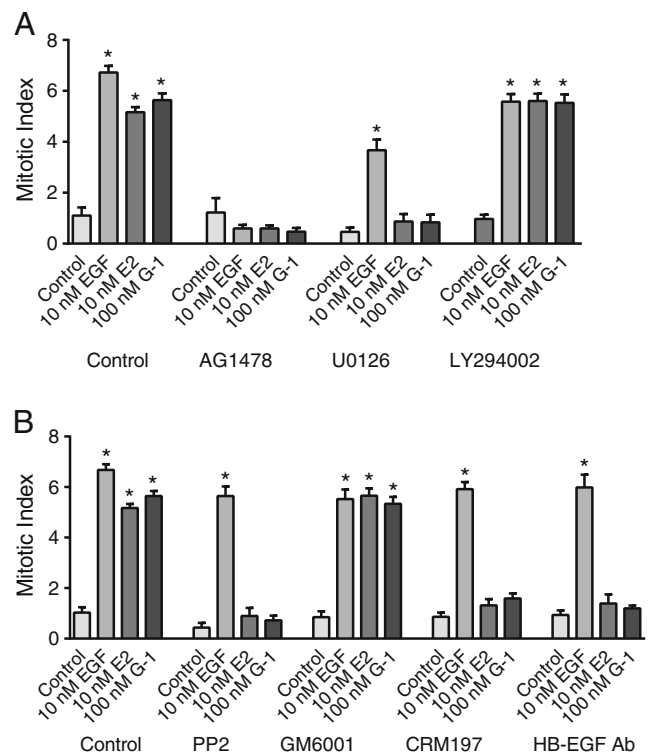 A
Mitotic Index
8
6
4
2
0
* * *
*
* * *
Control 10 nM EGF 10 nM E2 100 nM G-1 Control 10 nM EGF 10 nM E2 100 nM G-1 Control 10 nM EGF 10 nM E2 100 nM G-1 Control 10 nM EGF 10 nM E2 100 nM G-1
Control AG1478 U0126 LY294002
B
Mitotic Index
8
6
4
2
0
* * * * * * * * *
Control 10 nM EGF 10 nM E2 100 nM G-1 Control 10 nM EGF 10 nM E2 100 nM G-1 Control 10 nM EGF 10 nM E2 100 nM G-1 Control 10 nM EGF 10 nM E2 100 nM G-1 Control 10 nM EGF 10 nM E2 100 nM G-1
Control PP2 GM6001 CRM197 HB-EGF Ab